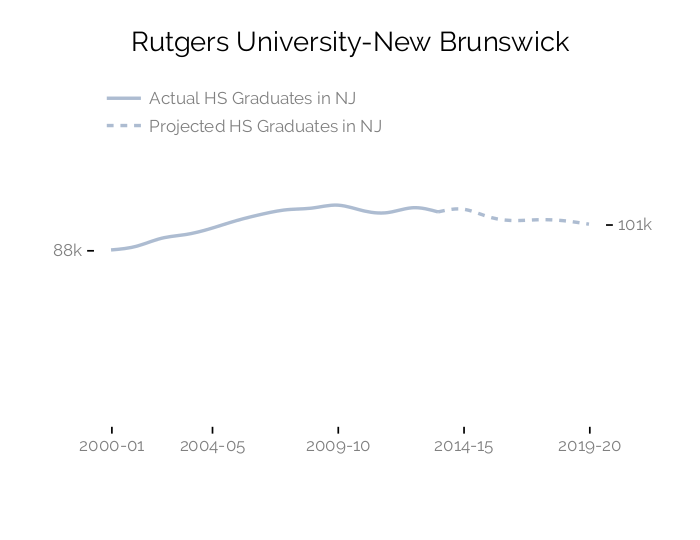 Rutgers University-New Brunswick
Actual HS Graduates in NJ
Projected HS Graduates in NJ
101k
88k
2000-01 2004-05 2009-10 2014-15 2019-20